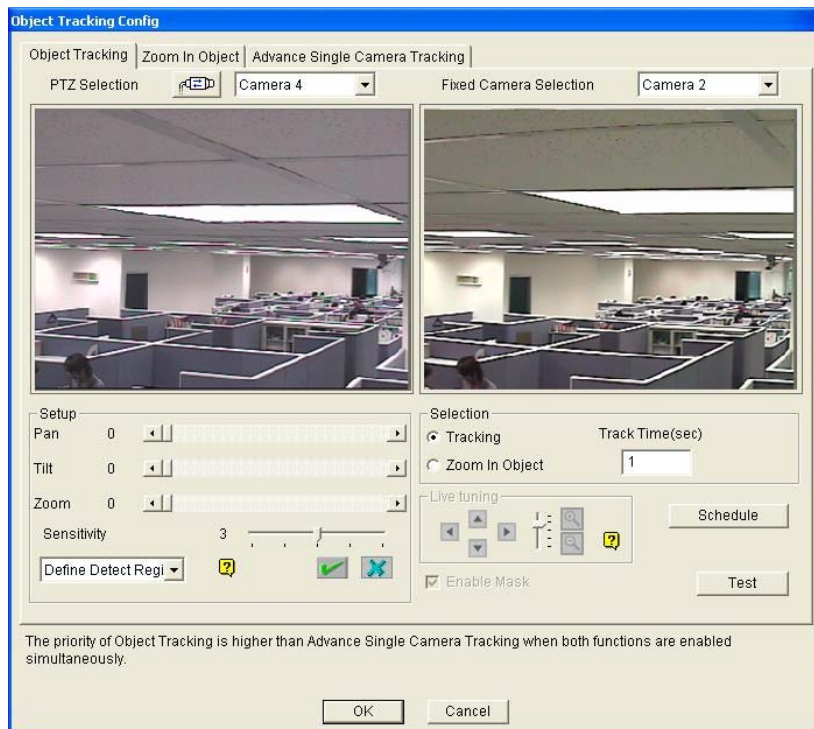 Object Tracking Config
Object Tracking Zoom In Object Advance Single Camera Tracking
PTZ Selection Camera 4 Fixed Camera Selection Camera 2
Setup
Pan 0
Tilt 0
Zoom 0
Sensitivity 3
Define Detect Regi
Selection
Tracking Track Time(sec)
Zoom In Object 1
Live tuning
Schedule
Enable Mask Test
The priority of Object Tracking is higher than Advance Single Camera Tracking when both functions are enabled
simultaneously.
OK Cancel